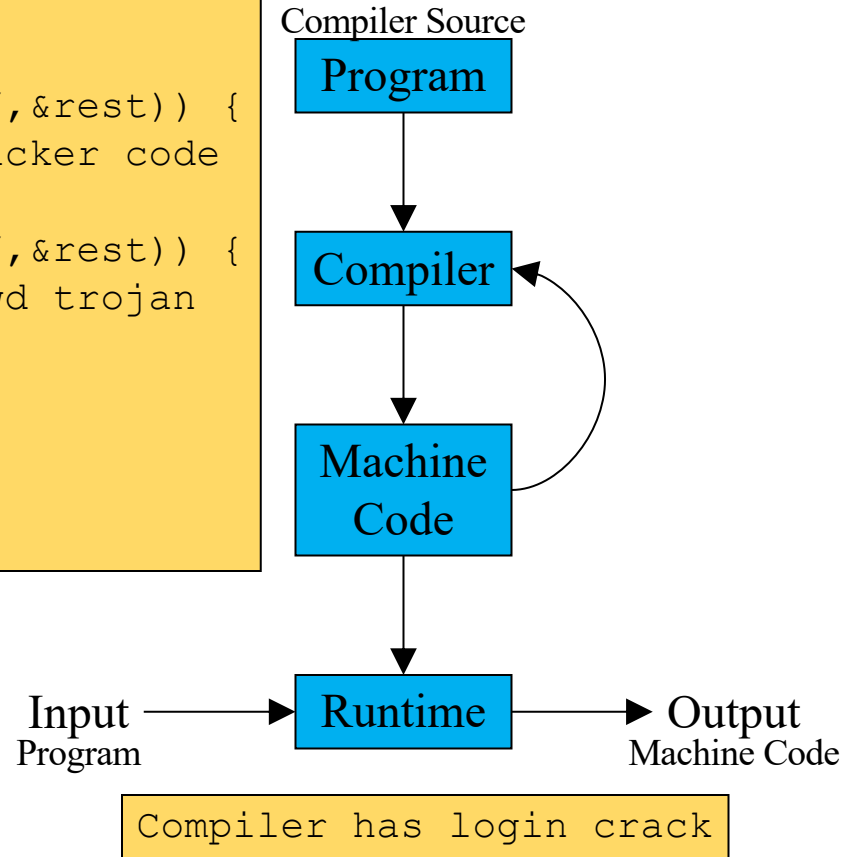 ,&rest)) {
cker code
,&rest)) {
d trojan
Compiler Source
Program
Compiler
Machine
Code
Input
Program
Runtime
Output
Machine Code
Compiler has login crack